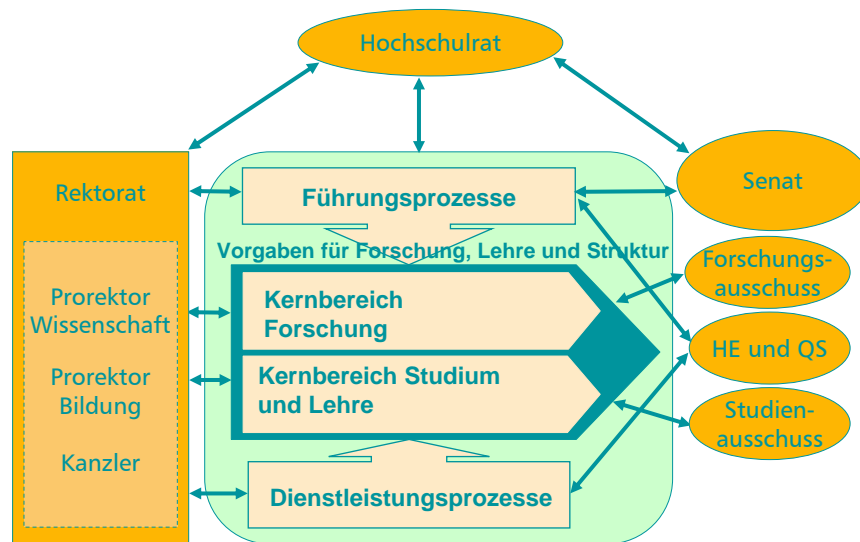 Hochschulrat
Rektorat
Führungsprozesse
Senat
Vorgaben für Forschung, Lehre und Struktur
Forschungs-
ausschuss
Prorektor
Wissenschaft
Kernbereich
Forschung
HE und QS
Prorektor
Bildung
Kernbereich Studium
und Lehre
Studien-
ausschuss
Kanzler
Dienstleistungsprozesse